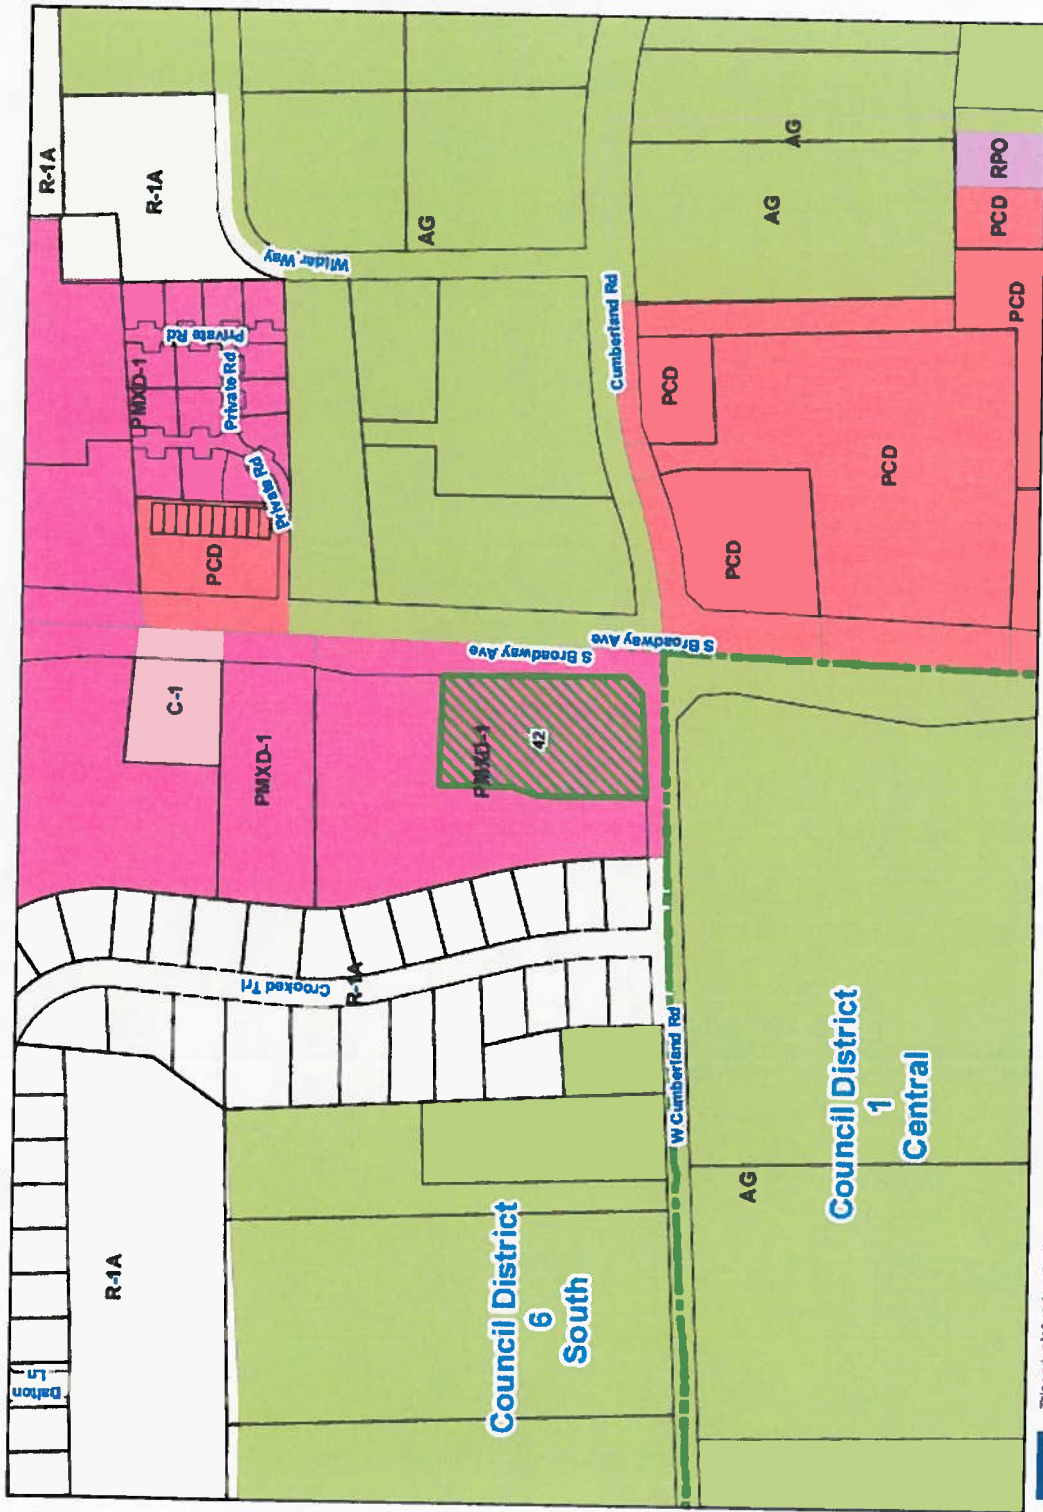 R-1A
R-1A
Wilder Way
AG
AG
AG
RPO
PCD
PCD
Private Rd
Private Rd
Private Rd
PMXD-1
PCD
Cumberland Rd
PCD
PCD
PCD
S Broadway Ave
S Broadway Ave
C-1
PMXD-1
PMXD-1
42
Crooked Trl
R-1A
W Cumberland Rd
R-1A
Dalton
Ln
AG
Council District
6
South
Council District
1
Central